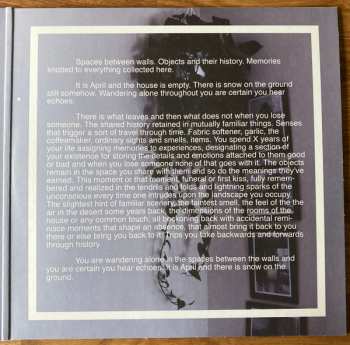 Spaces between walls. Objects and their history. Memories
knotted to everything collected here.
It is April and the house is empty. There is snow on the ground
still somehow. Wandering alone throughout you are certain you hear
echoes.
There is what leaves and then what does not when you lose
someone. The shared history retained in mutually familiar things. Senses
that trigger a sort of travel through time. Fabric softener, garlic, the
coffeemaker, ordinary sights and smells, items. You spend X years of
your life assigning memories to experiences, designating a section of
your existence for storing the details and emotions attached to them good
or bad and when you lose someone none of that goes with it. The objects
remain in the space you share with them and so do the meanings they've
earned. This moment or that moment, funeral or first kiss, fully remem-
bered and realized in the tendrils and folds and lightning sparks of the
unconscious every time one intrudes upon the landscape you occupy.
The slightest hint of familiar scent, the faintest smell, the feel of the the
air in the desert some years back, the dimensions of the rooms of the
house or any common touch, all beckoning back with accidental remi-
niscence moments that shape an absence, that almost bring it back to you
there or else bring you back to it. Trips you take backwards and forwards
through history.
You are wandering alone in the spaces between the walls and
you are certain you hear echoes. It is April and there is snow on the
ground.